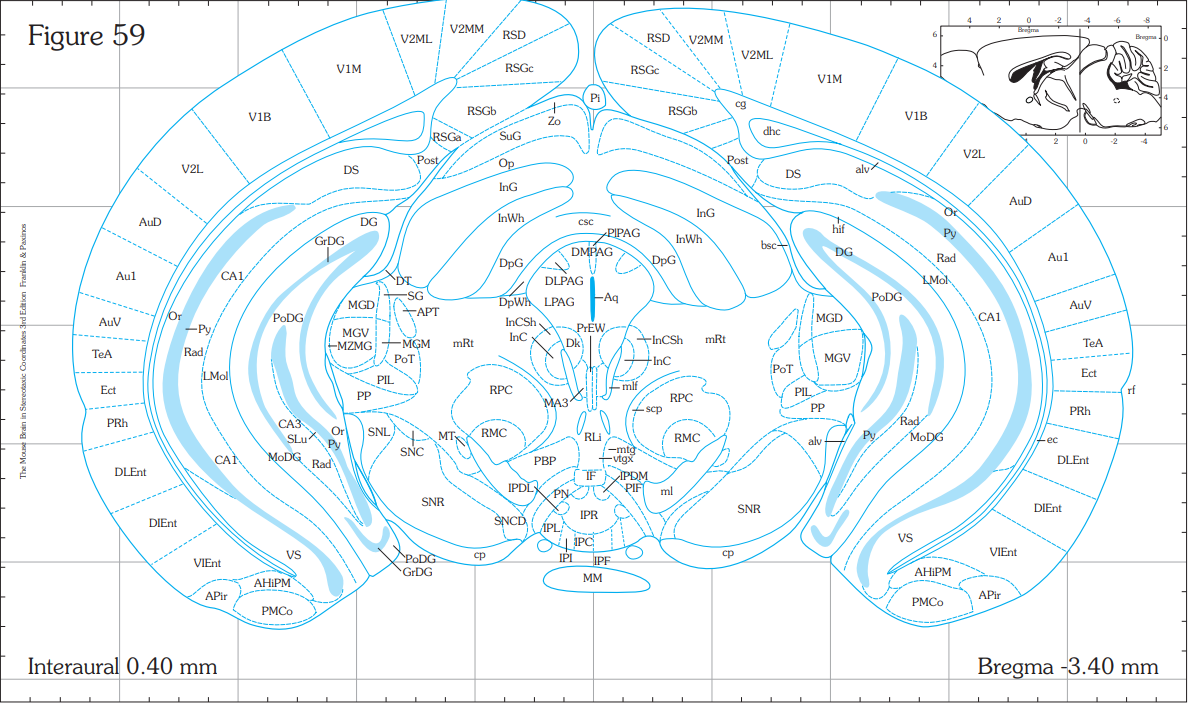 Figure 59
V2ML
V2MM
RSD
RSGc
V1M
V1B
V2L
AuD
Au1
AuV
TeA
Ect
PRh
DLEnt
DIEnt
VIEnt
APir
AHiPM
PMCo
VS
RSGb
RSGa
Post
DS
DG
GrDG
CA1
Or
Py
Rad
LMol
PoDG
CA3
SLu
MoDG
Or
Py
Rad
CA1
PoDG
GrDG
Zo
Pi
SuG
Op
InG
InWh
DpG
DpWh
csc
PlPAG
DMPAG
DLPAG
LPAG
Aq
InCSh
InC
Dk
PrEW
MA3
mlf
DT
SG
APT
MGD
MGV
MZMG
MGM
PoT
PIL
PP
mRt
RPC
RMC
SNL
SNC
MT
SNR
SNCD
cp
PBP
RLi
mtg
vtgx
IF
IPDM
PIF
IPDL
PN
IPR
IPL
IPC
IPI
IPF
MM
ml
scp
RSD
V2MM
V2ML
RSGc
V1M
V1B
V2L
AuD
Au1
AuV
TeA
Ect
rf
PRh
ec
DLEnt
DIEnt
VIEnt
APir
AHiPM
PMCo
VS
RSGb
cg
dhc
Post
DS
alv
Or
Py
Rad
LMol
hif
DG
bsc
PoDG
CA1
InG
InWh
DpG
InCSh
InC
mRt
MGD
MGV
PoT
PIL
PP
RPC
RMC
alv
Py
Rad
MoDG
SNR
cp
4 2 0 -2 -4 -6 -8
Bregma
Bregma
6
4
0
2
4
6
2 0 -2 -4
The Mouse Brain in Stereotaxic Coordinates 3rd Edition Franklin & Paxinos
Interaural 0.40 mm
Bregma -3.40 mm